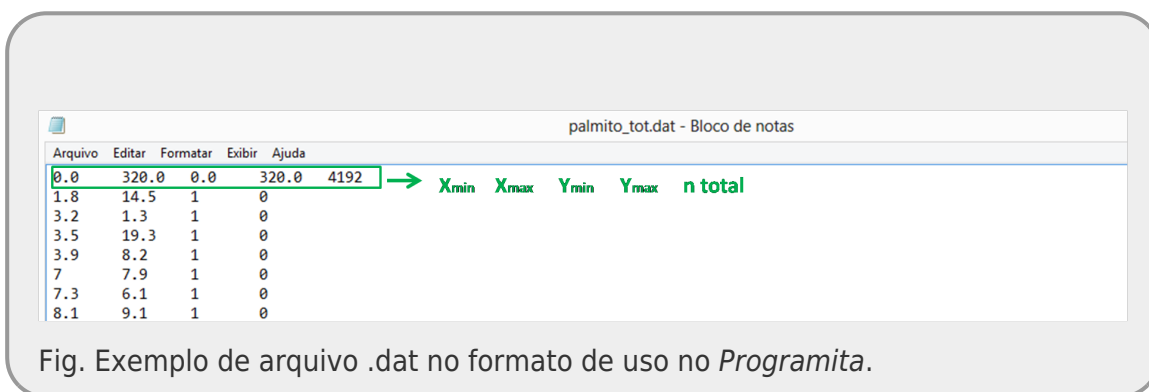 palmito_tot.dat - Bloco de notas
Arquivo Editar Formatar Exibir Ajuda
0.0 320.0 0.0 320.0 4192 Xmin Xmax Ymin Ymax n total
1.8 14.5 1 0
3.2 1.3 1 0
3.5 19.3 1 0
3.9 8.2 1 0
7 7.9 1 0
7.3 6.1 1 0
8.1 9.1 1 0
Fig. Exemplo de arquivo .dat no formato de uso no Programita.